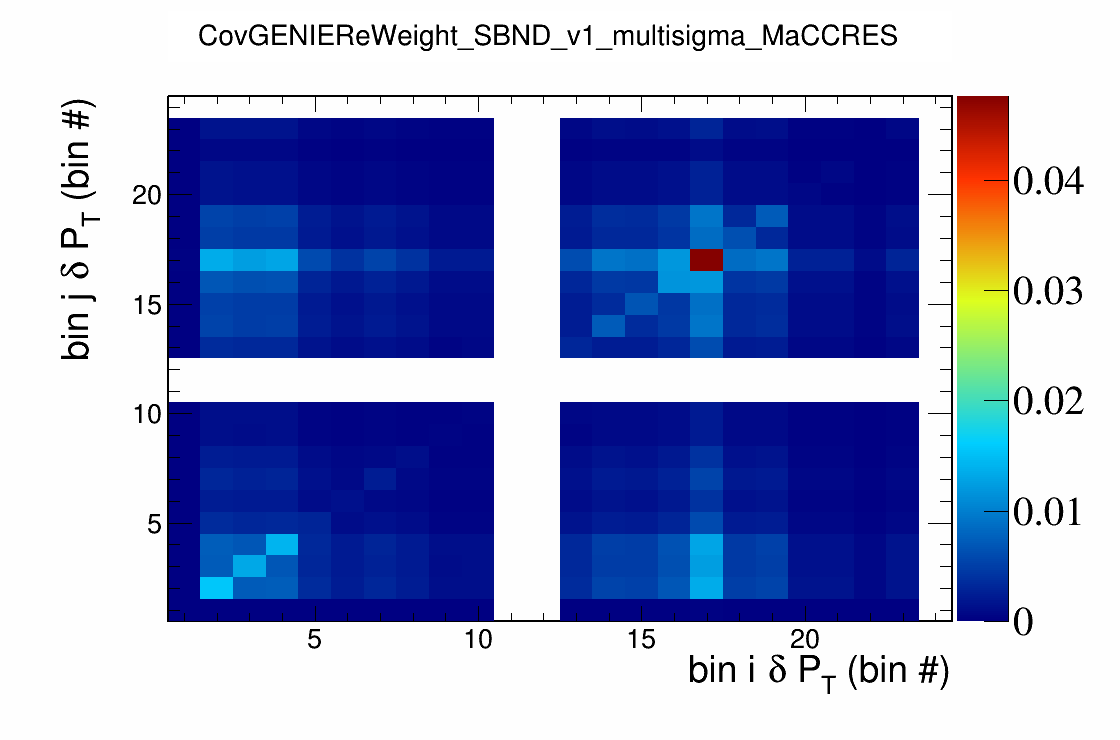 CovGENIEReWeight_SBND_v1_multisigma_MaCCRES
bin j δ P_T (bin #)
20
15
10
5
5 10 15 20
bin i δ P_T (bin #)
0.04
0.03
0.02
0.01
0